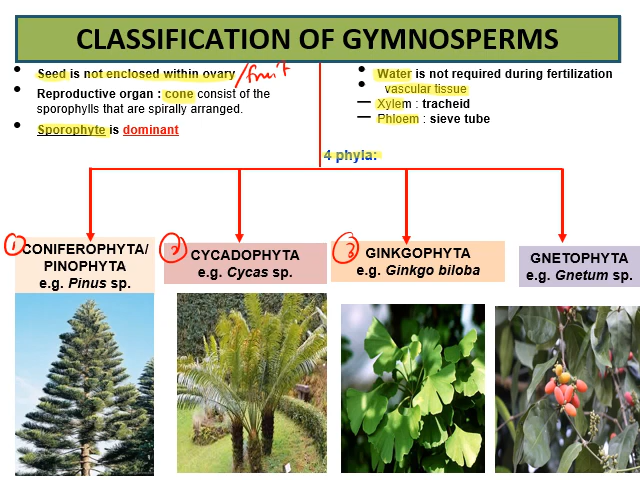 CLASSIFICATION OF GYMNOSPERMS
Seed is not enclosed within ovary /fruit
Reproductive organ : cone consist of the
sporophylls that are spirally arranged.
Sporophyte is dominant
Water is not required during fertilization
vascular tissue
Xylem : tracheid
Phloem : sieve tube
4 phyla:
1 CONIFEROPHYTA/
PINOPHYTA
e.g. Pinus sp.
2 CYCADOPHYTA
e.g. Cycas sp.
3 GINKGOPHYTA
e.g. Ginkgo biloba
GNETOPHYTA
e.g. Gnetum sp.